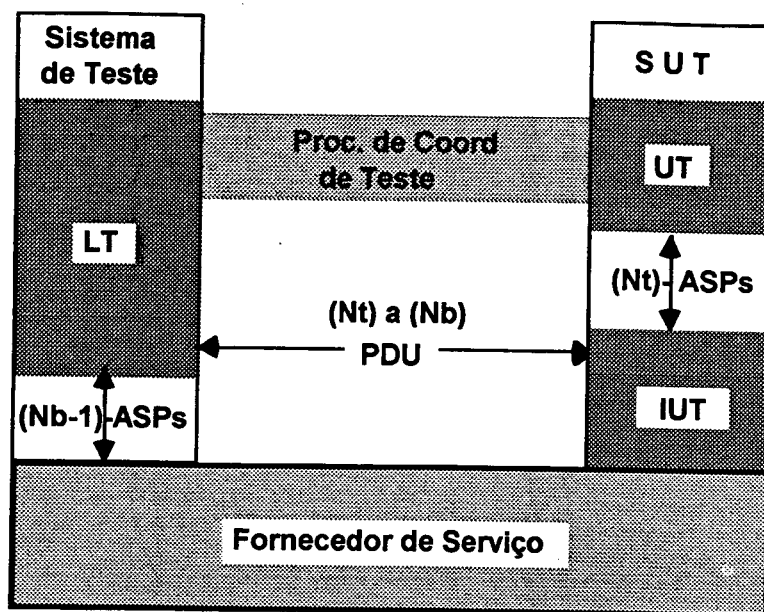 Sistema
de Teste
S U T
Proc. de Coord
de Teste
UT
LT
(Nt)- ASPs
(Nt) a (Nb)
PDU
(Nb-1)-ASPs
IUT
Fornecedor de Serviço